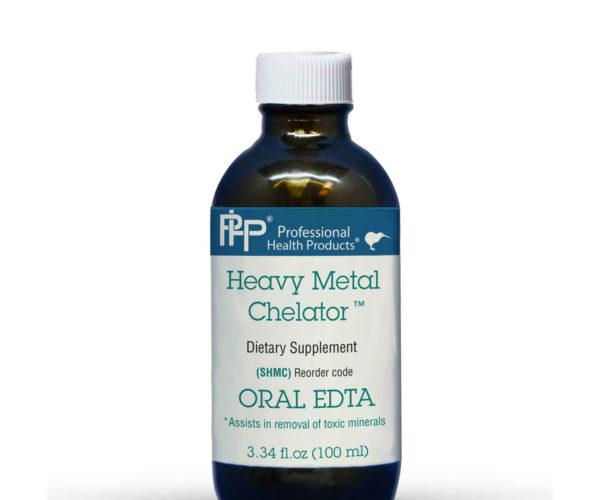 PHP®
Professional
Health Products®
Heavy Metal
Chelator™
Dietary Supplement
(SHMC) Reorder code
ORAL EDTA
*Assists in removal of toxic minerals
3.34 fl.oz (100 ml)